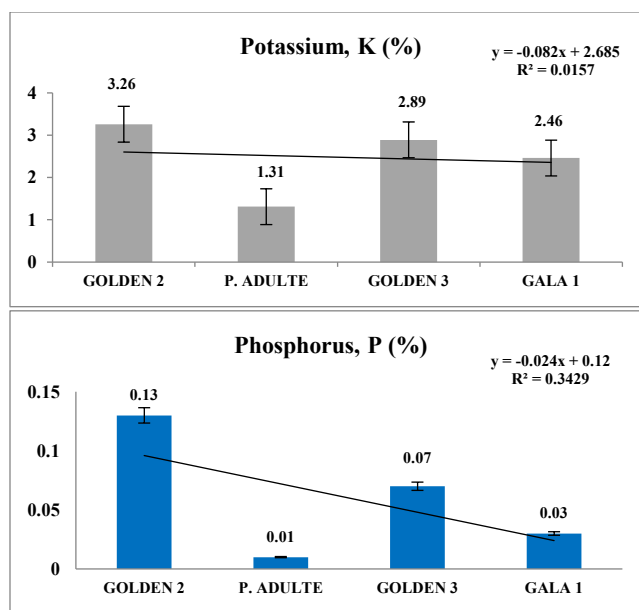 Potassium, K (%)
y = -0.082x + 2.685
R² = 0.0157
4
3
2
1
0
3.26
1.31
2.89
2.46
GOLDEN 2
P. ADULTE
GOLDEN 3
GALA 1
Phosphorus, P (%)
y = -0.024x + 0.12
R² = 0.3429
0.15
0.1
0.05
0
0.13
0.01
0.07
0.03
GOLDEN 2
P. ADULTE
GOLDEN 3
GALA 1